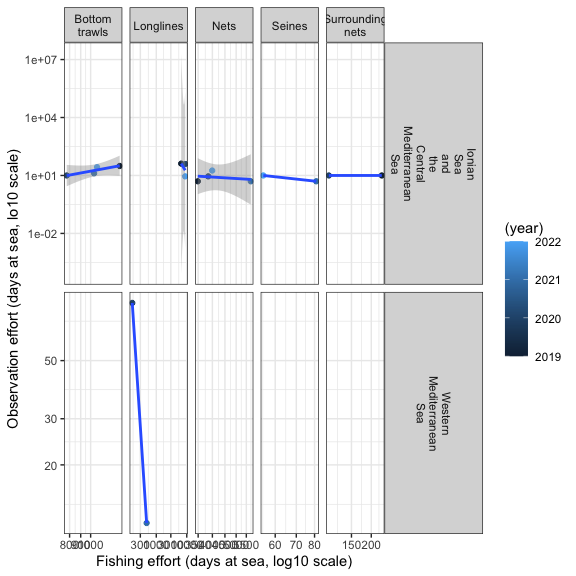 Bottom
trawls
Longlines
Nets
Seines
Surrounding
nets
1e+07
1e+04
1e+01
1e-02
Ionian
Sea
and
the
Central
Mediterranean
Sea
50
30
20
Western
Mediterranean
Sea
60 70 80
150 200
Observation effort (days at sea, lo10 scale)
Fishing effort (days at sea, log10 scale)
(year)
2022
2021
2020
2019